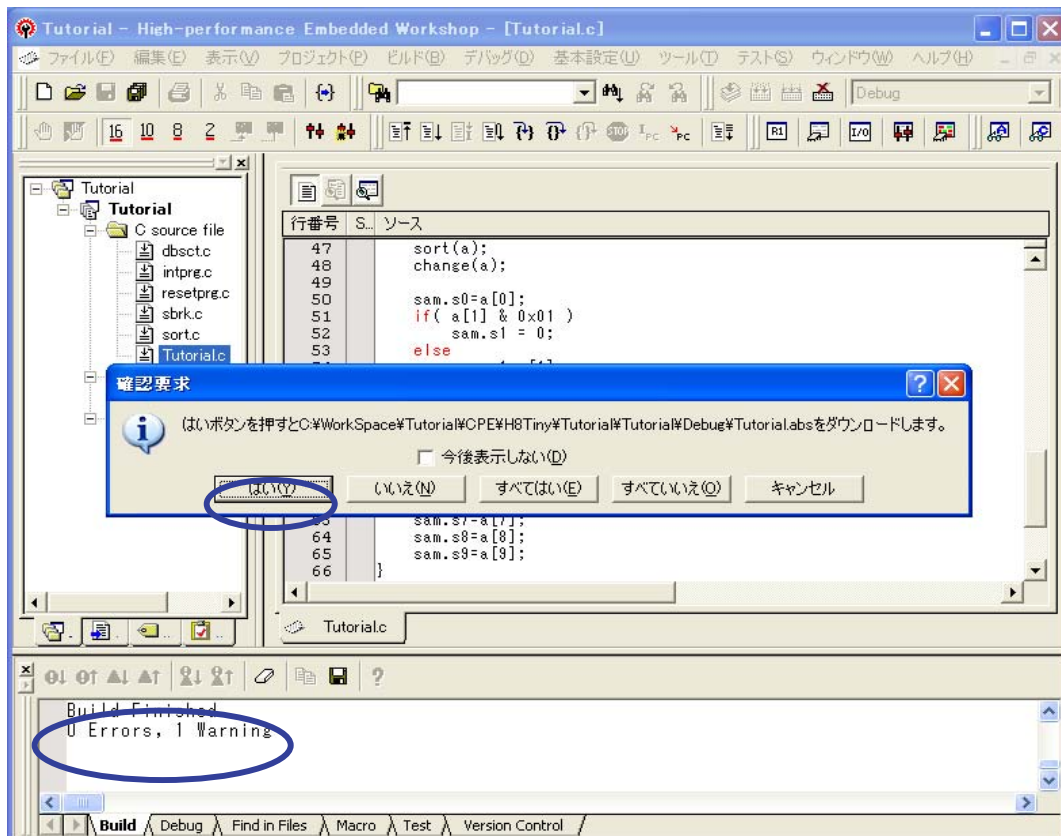 Tutorial - High-performance Embedded Workshop - [Tutorial.c]
ファイル(F) 編集(E) 表示(V) プロジェクト(P) ビルド(B) デバッグ(D) 基本設定(U) ツール(T) テスト(S) ウィンドウ(W) ヘルプ(H)
Debug
16 10 8 2
STOP
PC
PC
R1
I/O
Tutorial
Tutorial
C source file
dbsct.c
intprg.c
resetprg.c
sbrk.c
sort.c
Tutorial.c
行番号 S... ソース
47 sort(a);
48 change(a);
49
50 sam.s0=a[0];
51 if( a[1] & 0x01 )
52 sam.s1 = 0;
53 else
確認要求
はいボタンを押すとC:¥WorkSpace¥Tutorial¥CPE¥H8Tiny¥Tutorial¥Tutorial¥Debug¥Tutorial.absをダウンロードします。
今後表示しない(D)
はい(Y) いいえ(N) すべてはい(E) すべていいえ(O) キャンセル
63 sam.s7=a[7];
64 sam.s8=a[8];
65 sam.s9=a[9];
66 }
Tutorial.c
Build Finished
0 Errors, 1 Warning
Build Debug Find in Files Macro Test Version Control